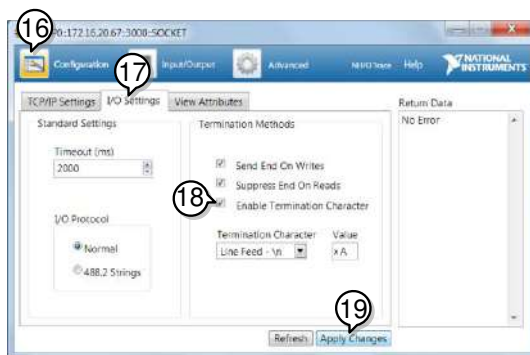 16
0::172.16.20.67::3008::SOCKET
Configuration
Input/Output
Advanced
NI I/O Trace
Help
NATIONAL INSTRUMENTS
17
TCP/IP Settings
I/O Settings
View Attributes
Return Data
Standard Settings
Termination Methods
No Error
Timeout (ms)
2000
Send End On Writes
Suppress End On Reads
18
Enable Termination Character
I/O Protocol
Normal
488.2 Strings
Termination Character
Value
Line Feed - \n
xA
19
Refresh
Apply Changes